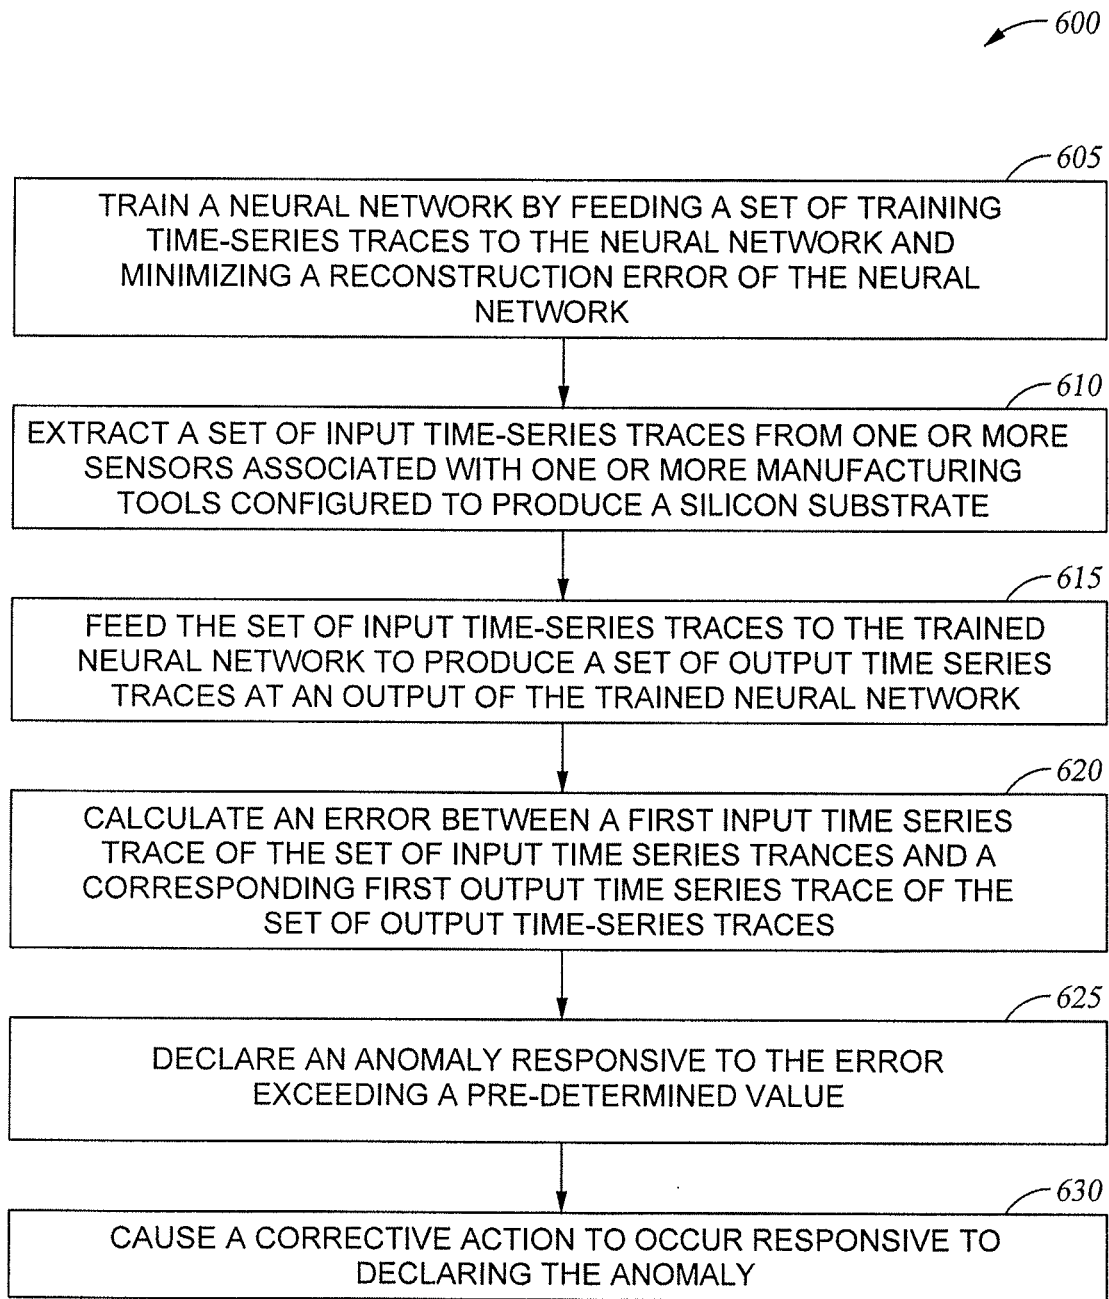 600
605
TRAIN A NEURAL NETWORK BY FEEDING A SET OF TRAINING
TIME-SERIES TRACES TO THE NEURAL NETWORK AND
MINIMIZING A RECONSTRUCTION ERROR OF THE NEURAL
NETWORK
610
EXTRACT A SET OF INPUT TIME-SERIES TRACES FROM ONE OR MORE
SENSORS ASSOCIATED WITH ONE OR MORE MANUFACTURING
TOOLS CONFIGURED TO PRODUCE A SILICON SUBSTRATE
615
FEED THE SET OF INPUT TIME-SERIES TRACES TO THE TRAINED
NEURAL NETWORK TO PRODUCE A SET OF OUTPUT TIME SERIES
TRACES AT AN OUTPUT OF THE TRAINED NEURAL NETWORK
620
CALCULATE AN ERROR BETWEEN A FIRST INPUT TIME SERIES
TRACE OF THE SET OF INPUT TIME SERIES TRANCES AND A
CORRESPONDING FIRST OUTPUT TIME SERIES TRACE OF THE
SET OF OUTPUT TIME-SERIES TRACES
625
DECLARE AN ANOMALY RESPONSIVE TO THE ERROR
EXCEEDING A PRE-DETERMINED VALUE
630
CAUSE A CORRECTIVE ACTION TO OCCUR RESPONSIVE TO
DECLARING THE ANOMALY